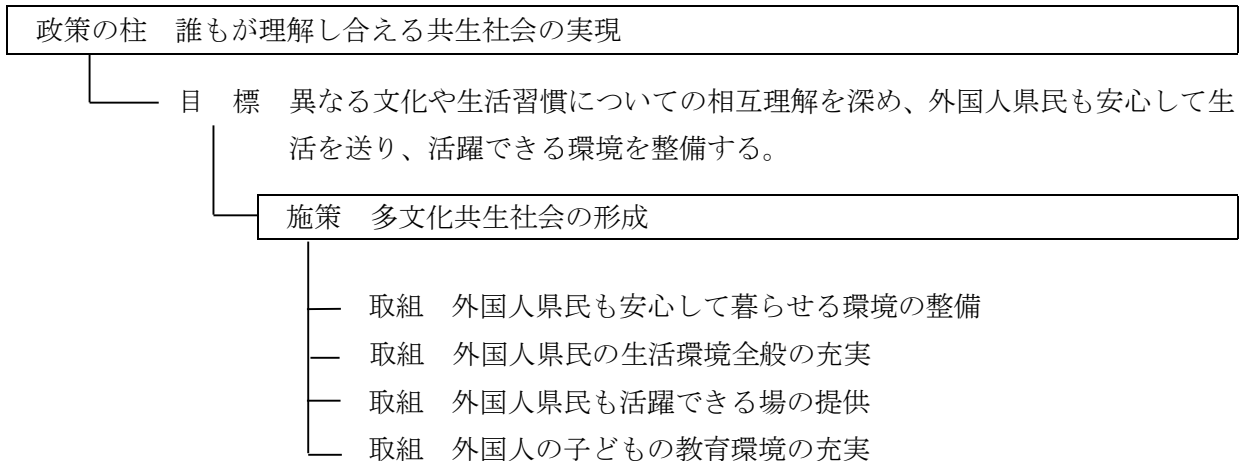 政策の柱　誰もが理解し合える共生社会の実現
目　標　異なる文化や生活習慣についての相互理解を深め、外国人県民も安心して生
活を送り、活躍できる環境を整備する。
施策　多文化共生社会の形成
取組　外国人県民も安心して暮らせる環境の整備
取組　外国人県民の生活環境全般の充実
取組　外国人県民も活躍できる場の提供
取組　外国人の子どもの教育環境の充実